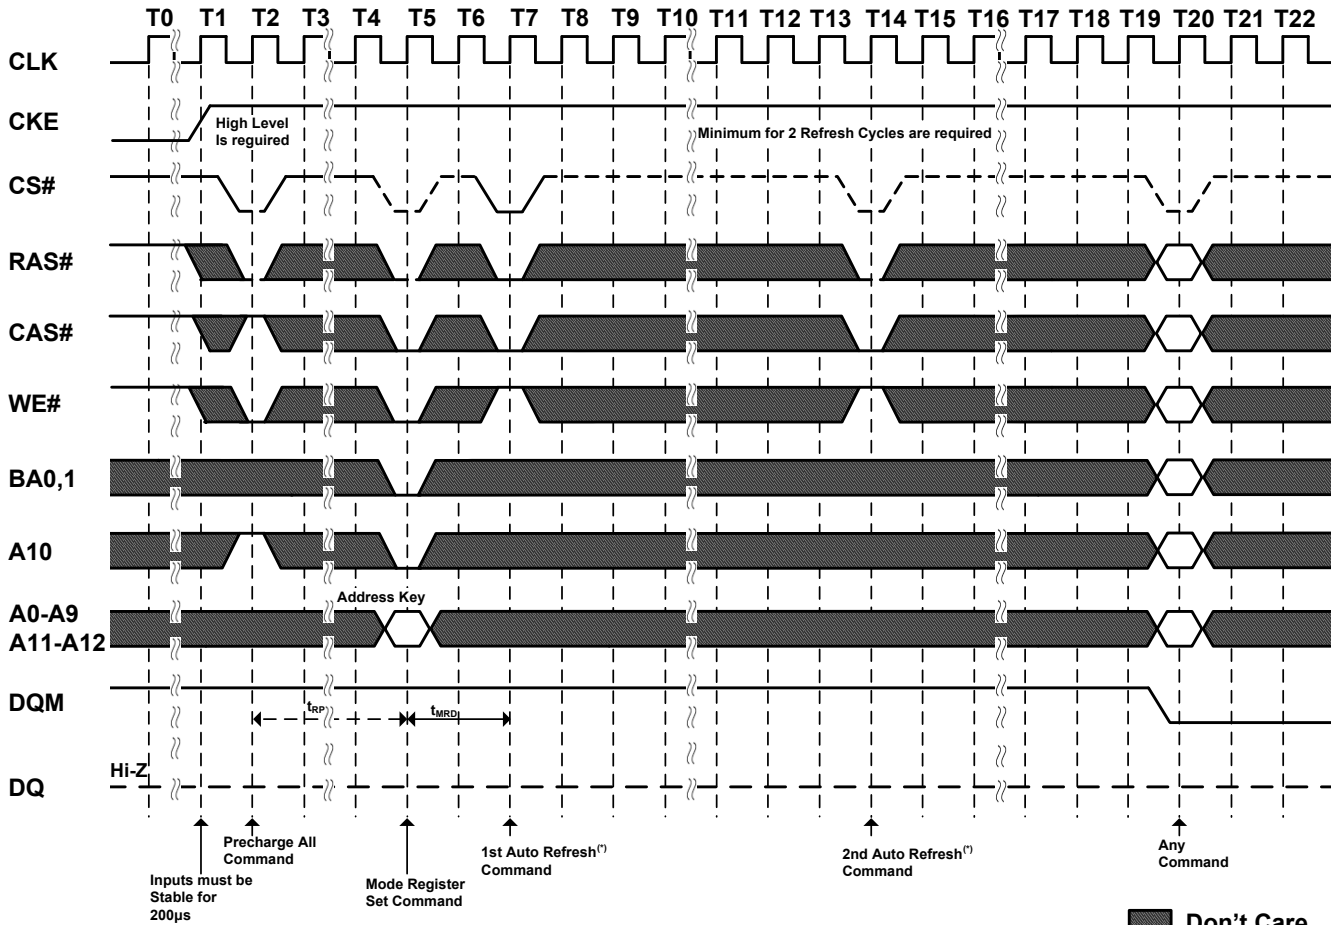 T0 T1 T2 T3 T4 T5 T6 T7 T8 T9 T10 T11 T12 T13 T14 T15 T16 T17 T18 T19 T20 T21 T22
CLK
CKE
High Level
Is reguired
Minimum for 2 Refresh Cycles are required
CS#
RAS#
CAS#
WE#
BA0,1
A10
Address Key
A0-A9
A11-A12
DQM
tRP
tMRD
Hi-Z
DQ
Inputs must be
Stable for
200µs
Precharge All
Command
Mode Register
Set Command
1st Auto Refresh(*)
Command
2nd Auto Refresh(*)
Command
Any
Command
Don't Care